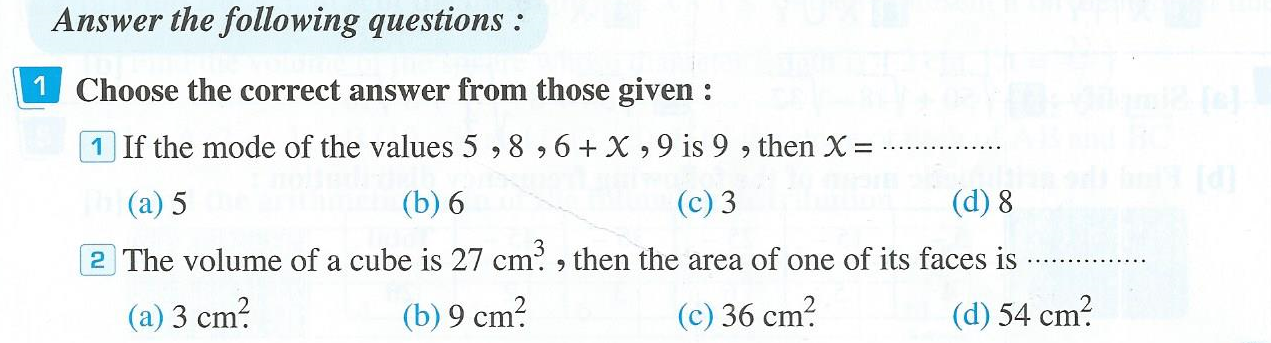 Answer the following questions :
1 Choose the correct answer from those given :
1 If the mode of the values 5 , 8 , 6 + X , 9 is 9 , then X = ..............
(a) 5 (b) 6 (c) 3 (d) 8
2 The volume of a cube is 27 cm³. , then the area of one of its faces is ..............
(a) 3 cm². (b) 9 cm². (c) 36 cm². (d) 54 cm².